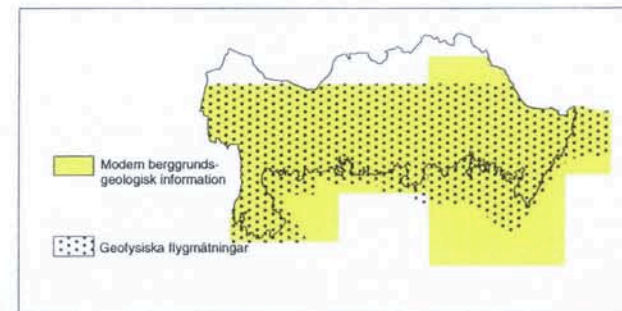 Modern berggrunds-
geologisk information
Geofysiska flygmätningar